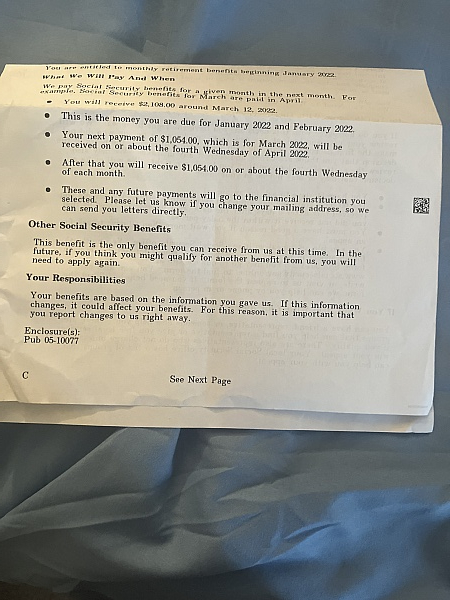 You are entitled to monthly retirement benefits beginning January 2022.
What We Will Pay And When
We pay Social Security benefits for a given month in the next month. For
example, Social Security benefits for March are paid in April.
• You will receive $2,108.00 around March 12, 2022.
• This is the money you are due for January 2022 and February 2022.
• Your next payment of $1,054.00, which is for March 2022, will be
received on or about the fourth Wednesday of April 2022.
• After that you will receive $1,054.00 on or about the fourth Wednesday
of each month.
• These and any future payments will go to the financial institution you
selected. Please let us know if you change your mailing address, so we
can send you letters directly.
Other Social Security Benefits
This benefit is the only benefit you can receive from us at this time. In the
future, if you think you might qualify for another benefit from us, you will
need to apply again.
Your Responsibilities
Your benefits are based on the information you gave us. If this information
changes, it could affect your benefits. For this reason, it is important that
you report changes to us right away.
Enclosure(s):
Pub 05-10077
C
See Next Page